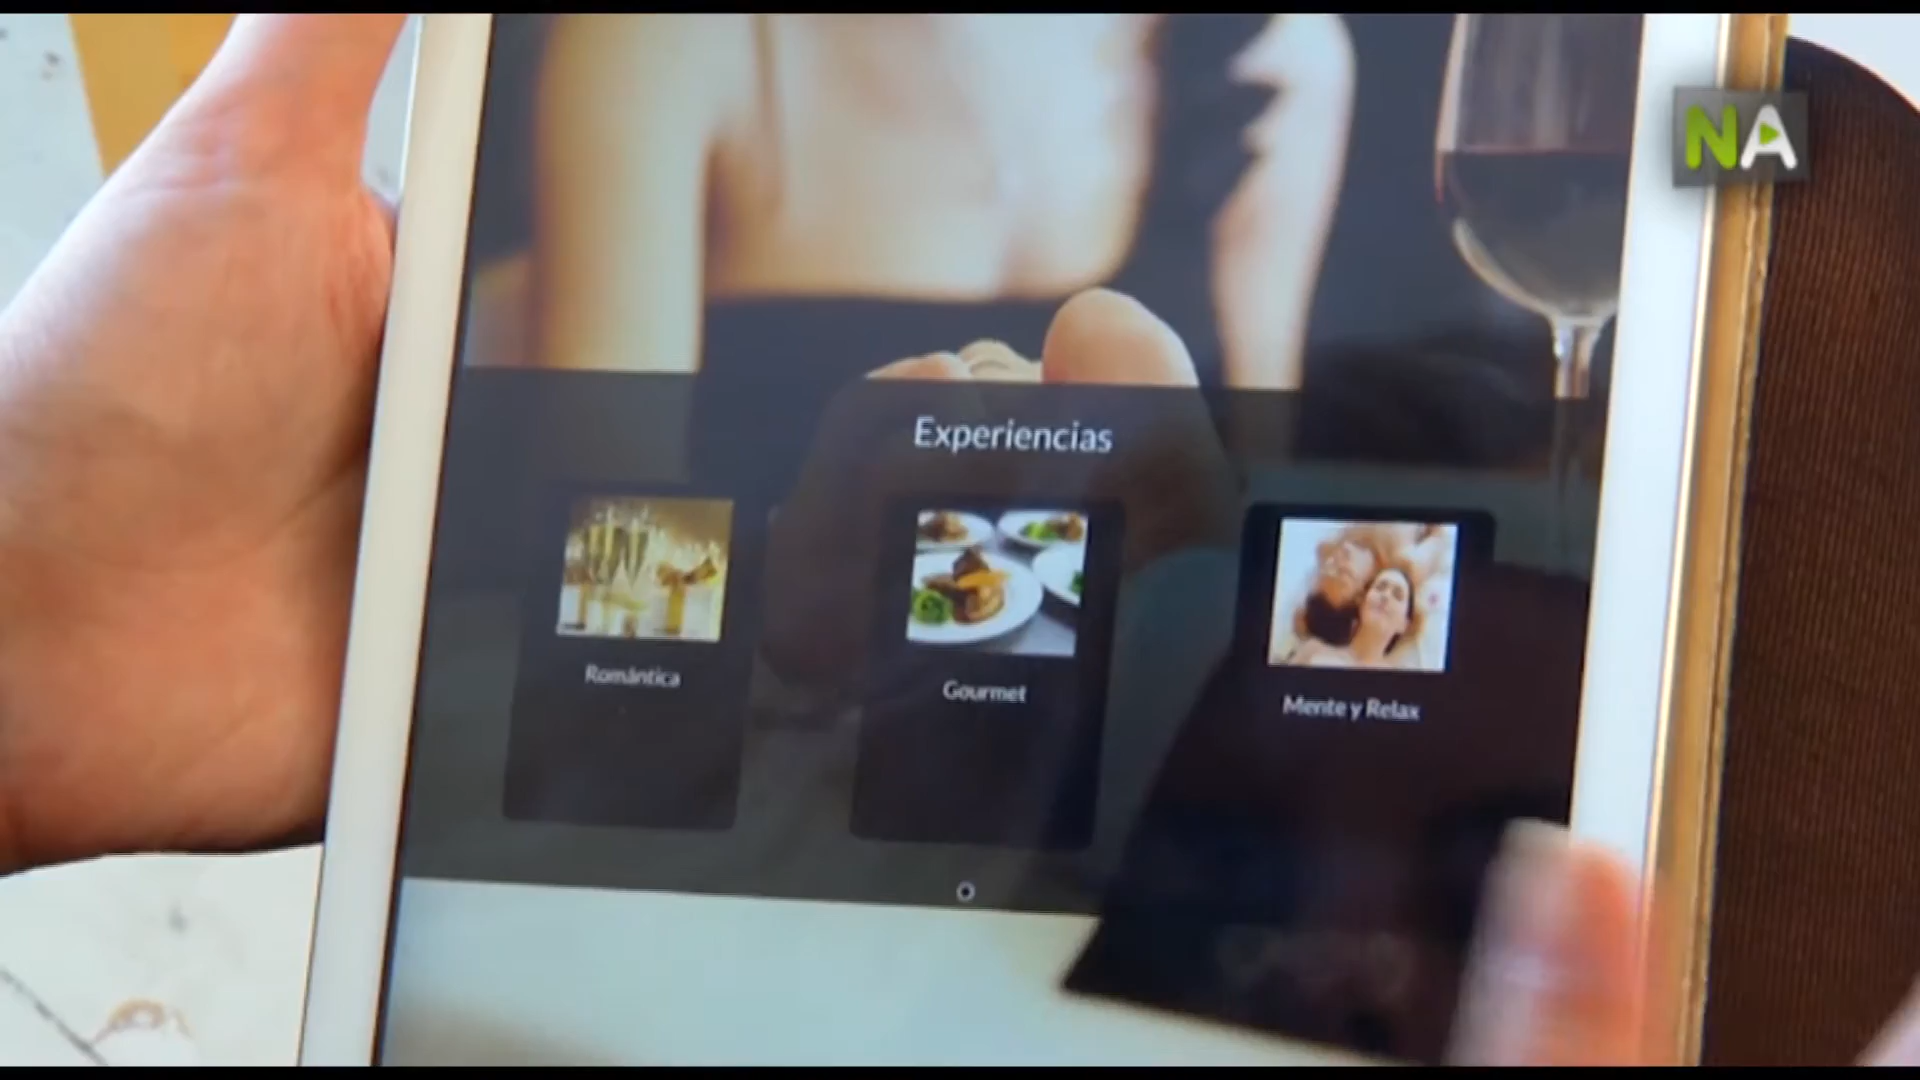 NA
Experiencias
Romántica
Gourmet
Mente y Relax